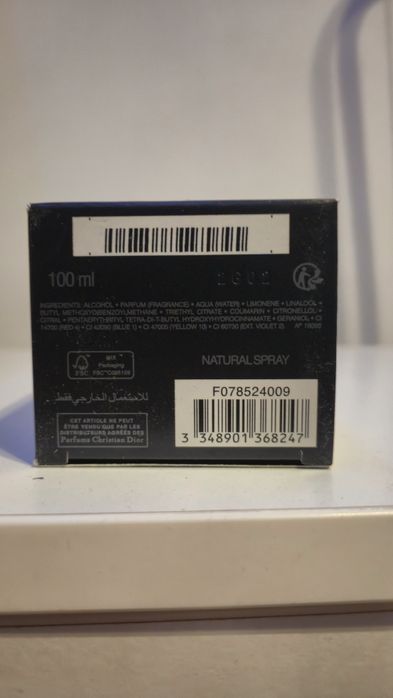 100 ml
2G02
INGREDIENTS: ALCOHOL • PARFUM (FRAGRANCE) • AQUA (WATER) • LIMONENE • LINALOOL •
BUTYL METHOXYDIBENZOYLMETHANE • TRIETHYL CITRATE • COUMARIN • CITRONELLOL •
CITRAL • PENTAERYTHRITYL TETRA-DI-T-BUTYL HYDROXYHYDROCINNAMATE • GERANIOL • CI
14700 (RED 4) • CI 42090 (BLUE 1) • CI 47005 (YELLOW 10) • CI 60730 (EXT. VIOLET 2).
FSC
MIX
Packaging
NATURAL SPRAY
للاستعمال الخارجي فقط
F078524009
3 348901 368247
CET ARTICLE NE PEUT
ÊTRE VENDU QUE PAR LES
DISTRIBUTEURS AGRÉÉS DES
Parfums Christian Dior